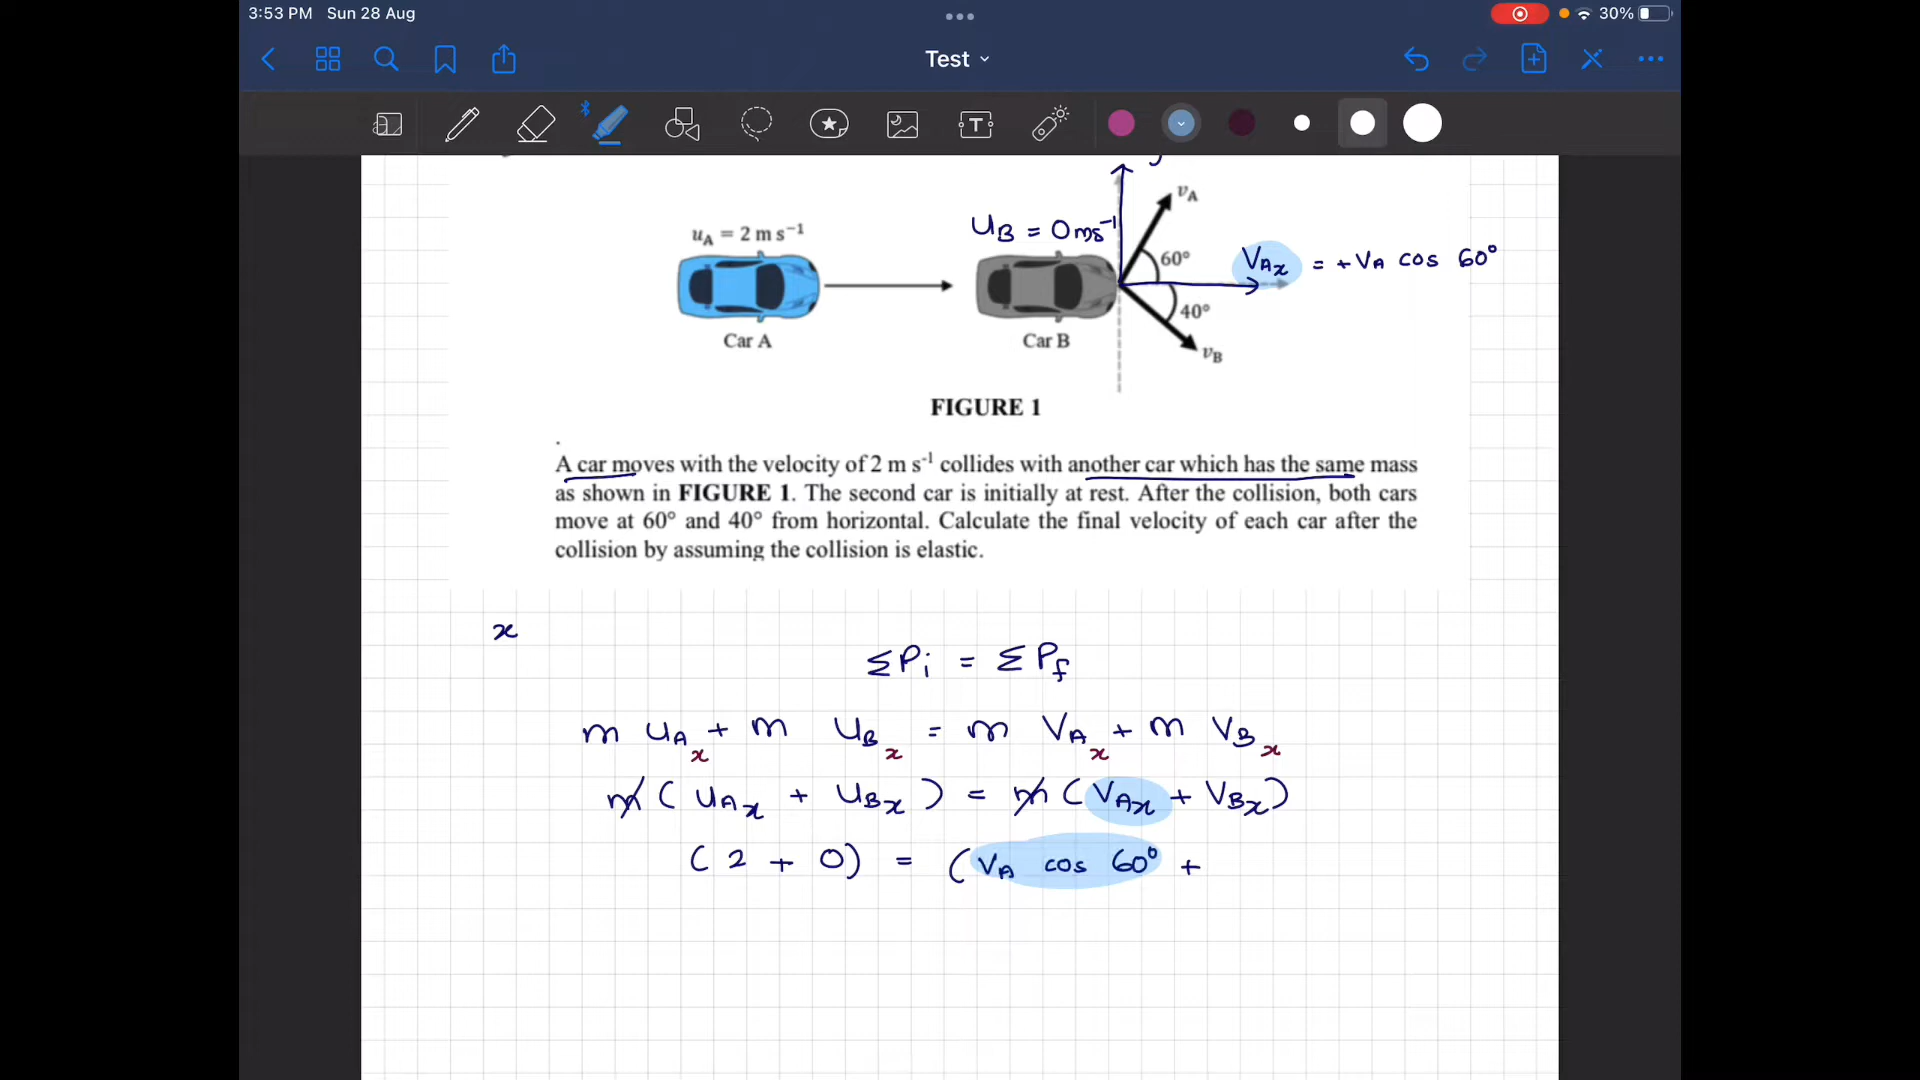 3:53 PM Sun 28 Aug
30%
Test
y
vA
uA = 2 m s⁻¹
UB = 0ms⁻¹
60°
VAx = +VA cos 60°
40°
Car A
Car B
vB
FIGURE 1
A car moves with the velocity of 2 m s⁻¹ collides with another car which has the same mass
as shown in FIGURE 1. The second car is initially at rest. After the collision, both cars
move at 60° and 40° from horizontal. Calculate the final velocity of each car after the
collision by assuming the collision is elastic.
x
ΣPi = ΣPf
m UAx + m UBx = m VAx + m VBx
m ( UAx + UBx ) = m ( VAx + VBx )
( 2 + 0 ) = ( VA cos 60° +